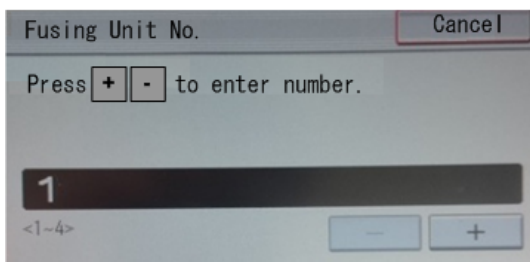 Fusing Unit No.
Cancel
Press + - to enter number.
1
<1~4>
- +